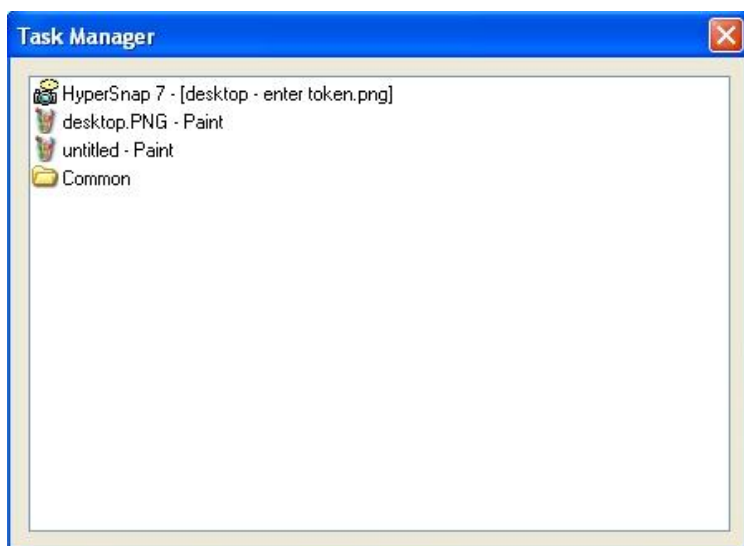 Task Manager
HyperSnap 7 - [desktop - enter token.png]
desktop.PNG - Paint
untitled - Paint
Common